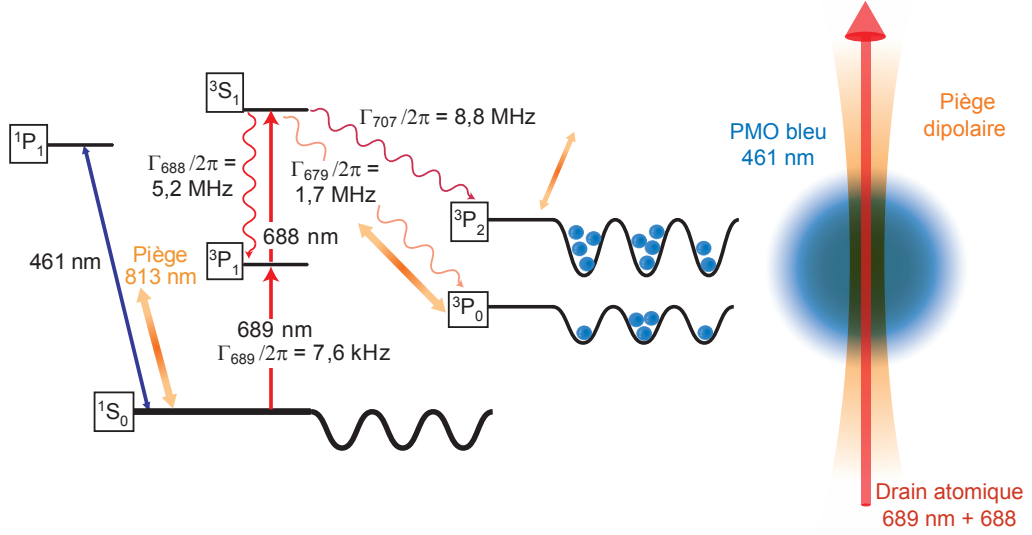 ³S₁
Γ₇₀₇/2π = 8,8 MHz
¹P₁
Γ₆₈₈/2π =
5,2 MHz
Γ₆₇₉/2π =
1,7 MHz
³P₂
688 nm
461 nm
Piège
813 nm
³P₁
³P₀
689 nm
Γ₆₈₉/2π = 7,6 kHz
¹S₀
PMO bleu
461 nm
Piège
dipolaire
Drain atomique
689 nm + 688